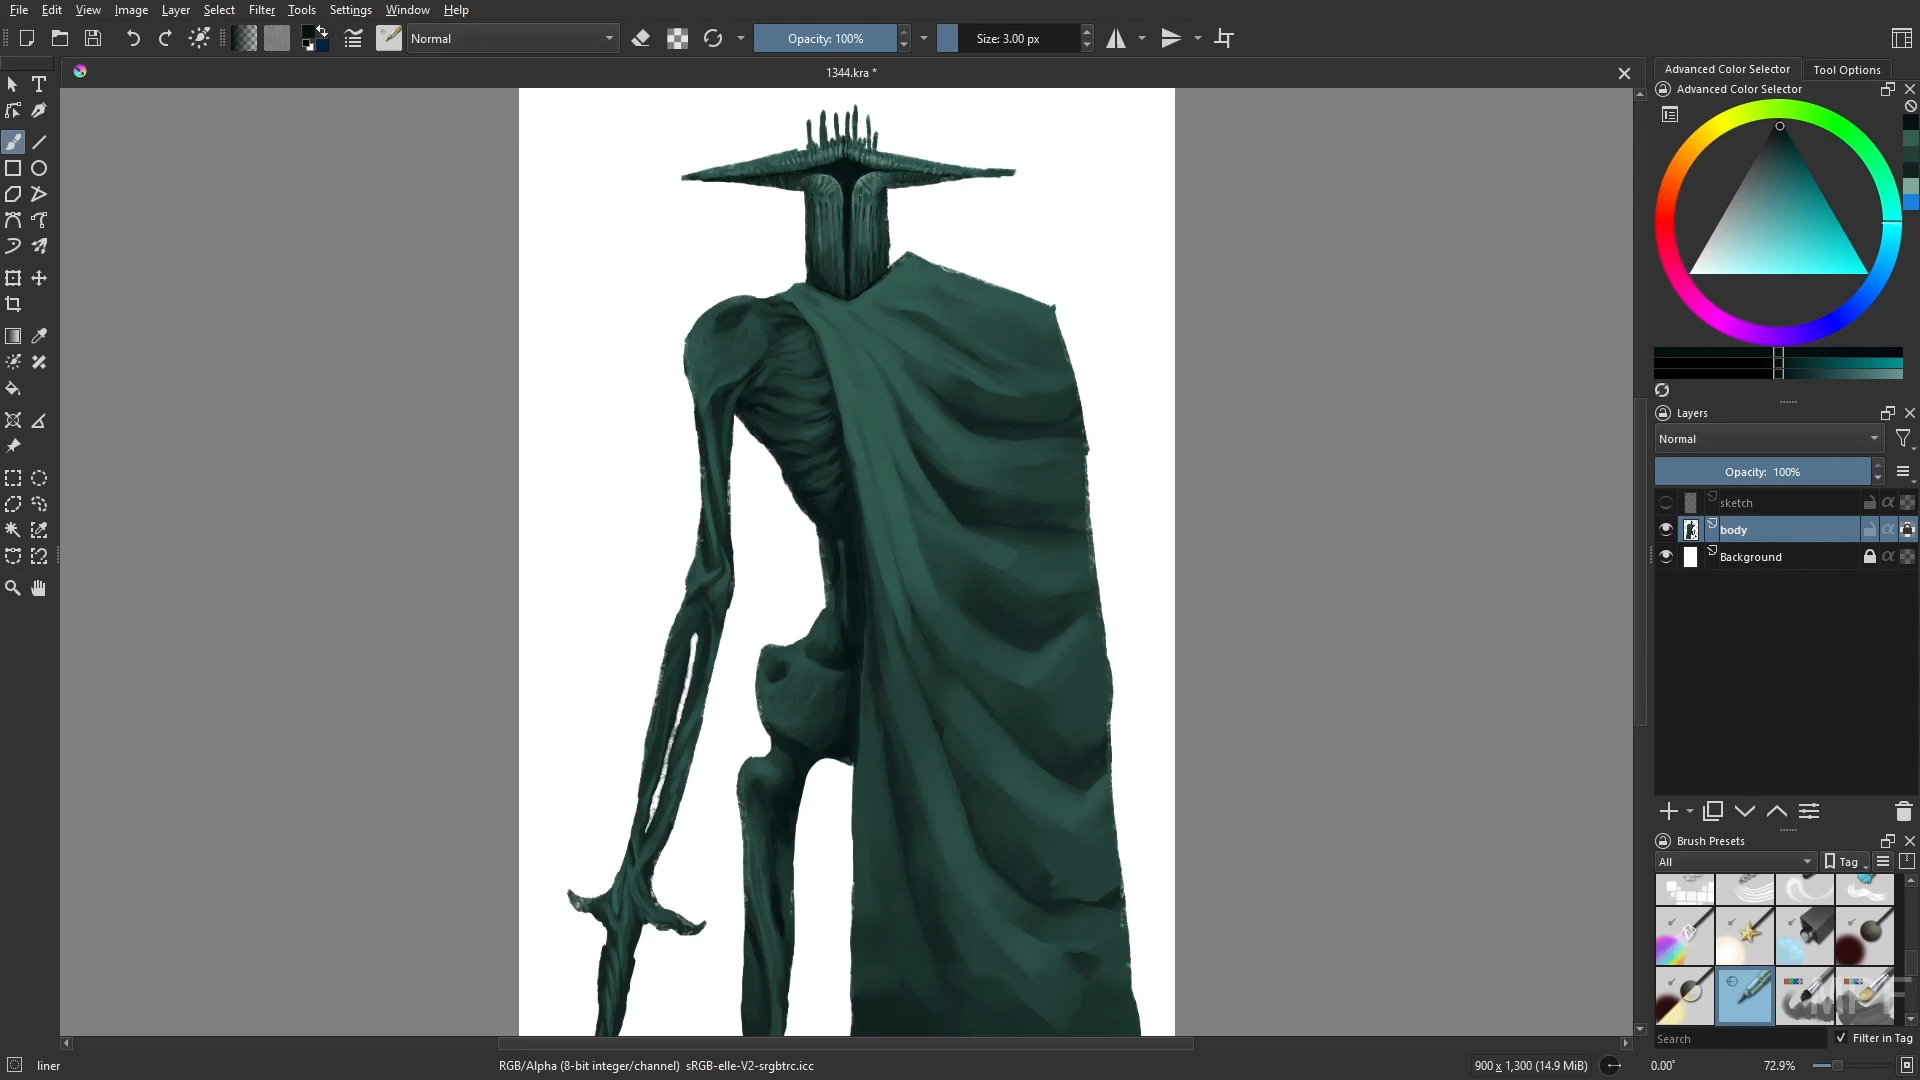 File Edit View Image Layer Select Filter Tools Settings Window Help
Normal Opacity: 100% Size: 3.00 px
1344.kra *
Advanced Color Selector Tool Options
Advanced Color Selector
Layers
Normal
Opacity: 100%
sketch
body
Background
Brush Presets
All Tag
MPF
Search Filter in Tag
liner RGB/Alpha (8-bit integer/channel) sRGB-elle-V2-srgbtrc.icc 900 x 1,300 (14.9 MiB) 0.00° 72.9%